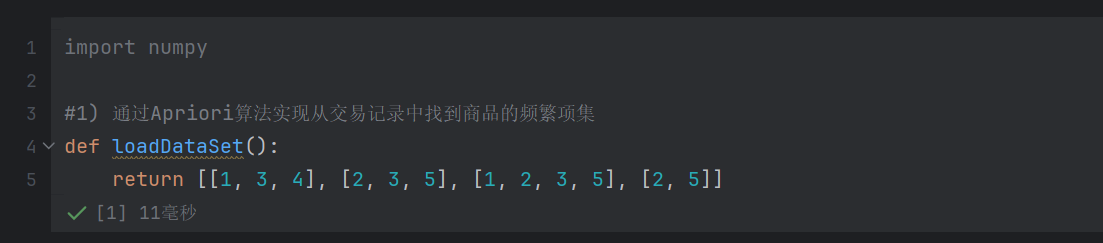 1 import numpy
2
3 #1) 通过Apriori算法实现从交易记录中找到商品的频繁项集
4 def loadDataSet():
5 return [[1, 3, 4], [2, 3, 5], [1, 2, 3, 5], [2, 5]]
[1] 11毫秒